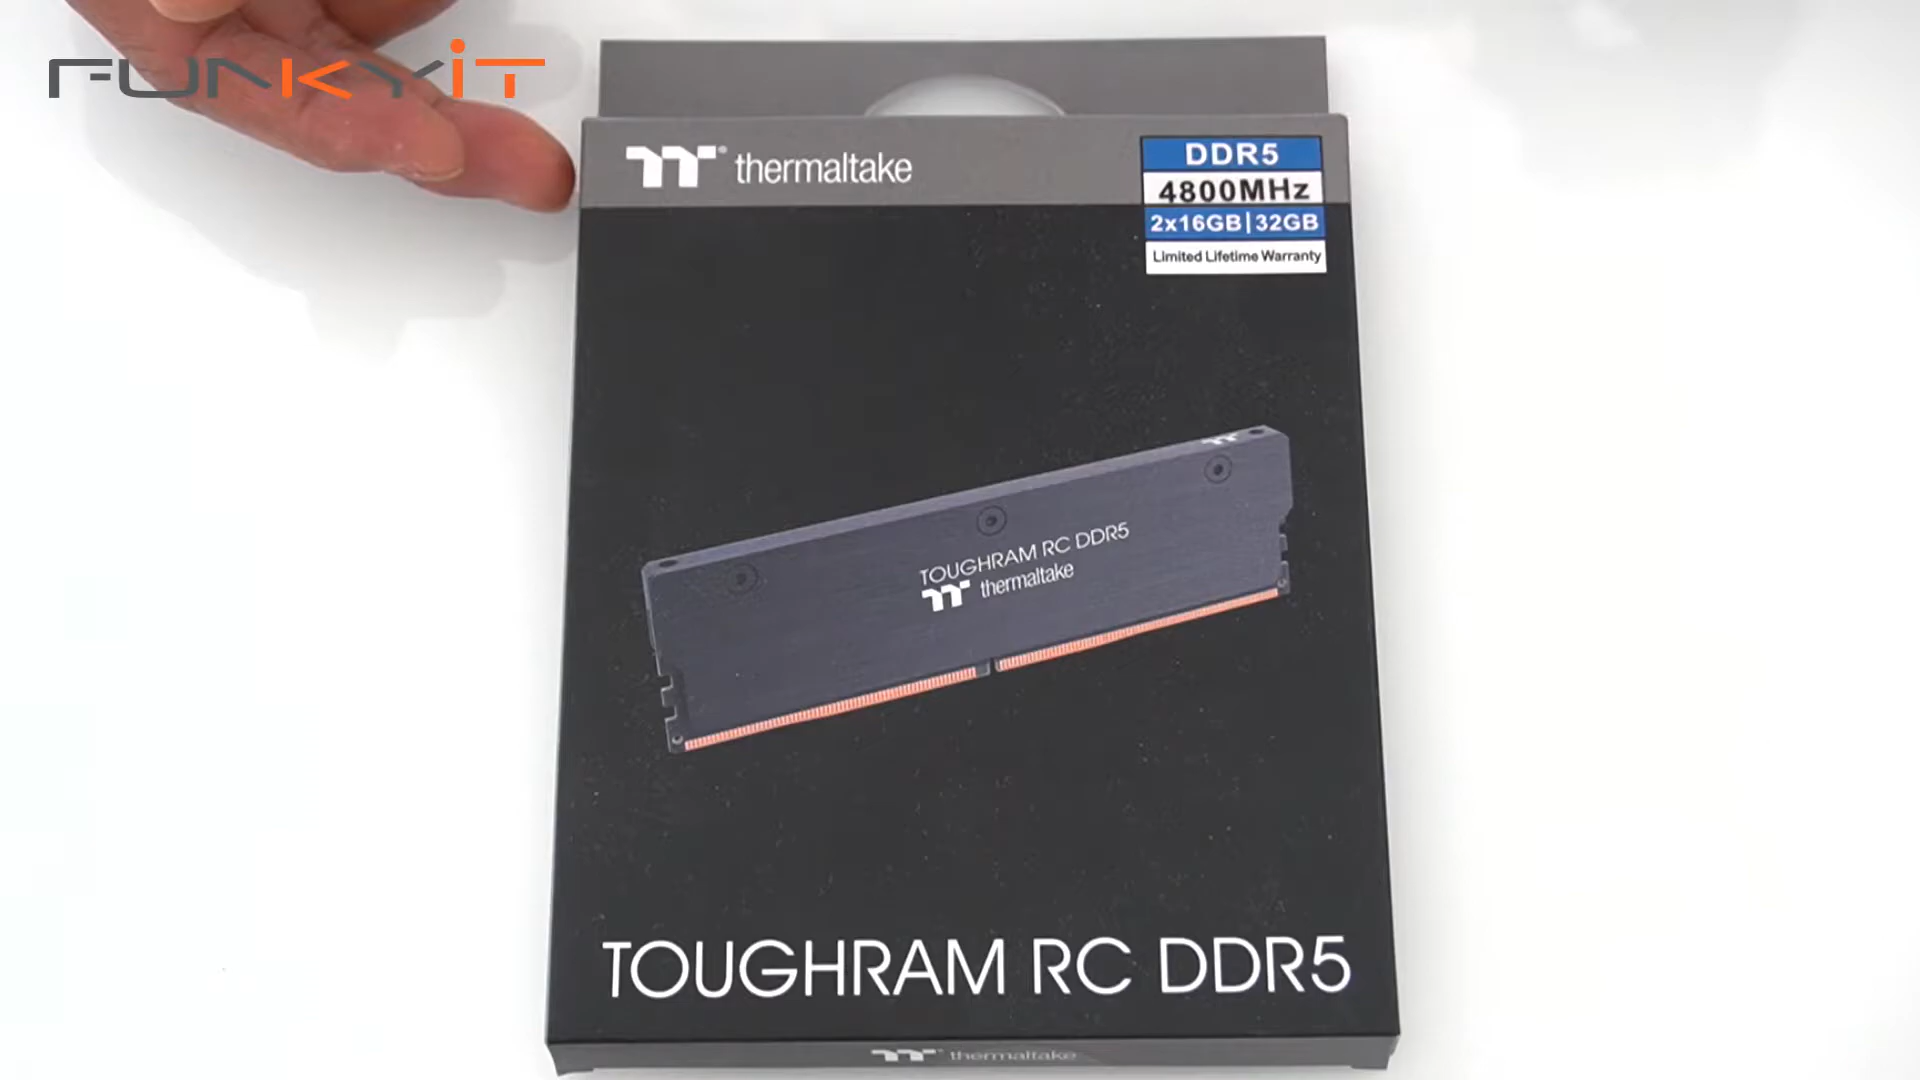 FUNKYiT
thermaltake
DDR5
4800MHz
2x16GB|32GB
Limited Lifetime Warranty
TOUGHRAM RC DDR5
thermaltake
TOUGHRAM RC DDR5
thermaltake